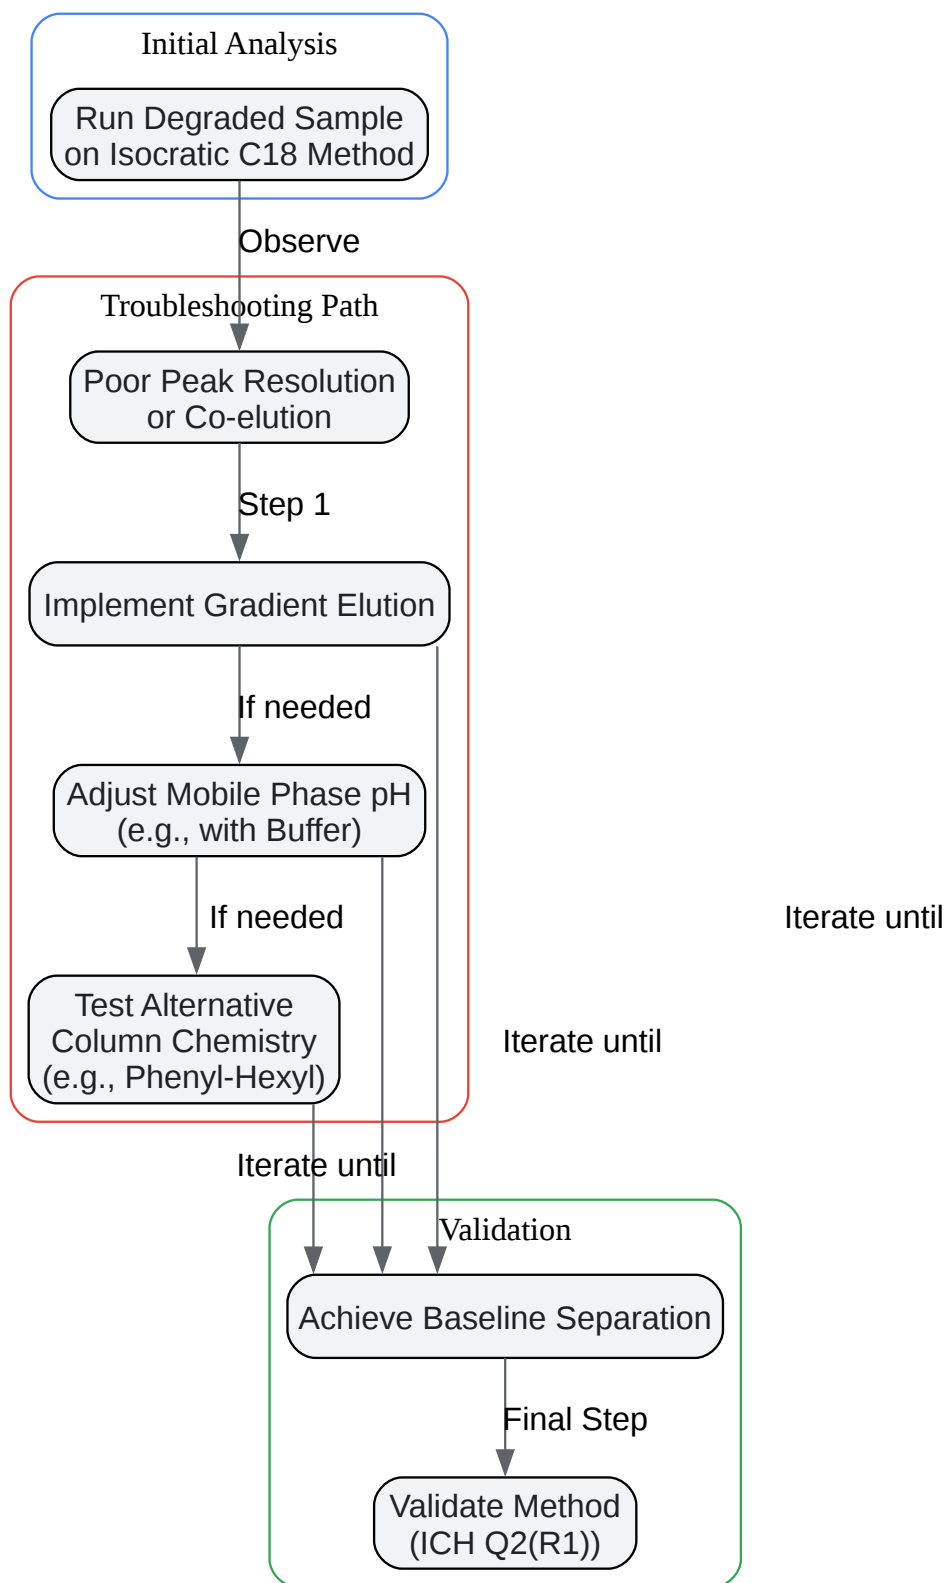 Initial Analysis
Run Degraded Sample
on Isocratic C18 Method
Observe
Troubleshooting Path
Poor Peak Resolution
or Co-elution
Step 1
Implement Gradient Elution
If needed
Adjust Mobile Phase pH
(e.g., with Buffer)
If needed
Iterate until
Test Alternative
Column Chemistry
(e.g., Phenyl-Hexyl)
Iterate until
Iterate until
Validation
Achieve Baseline Separation
Final Step
Validate Method
(ICH Q2(R1))